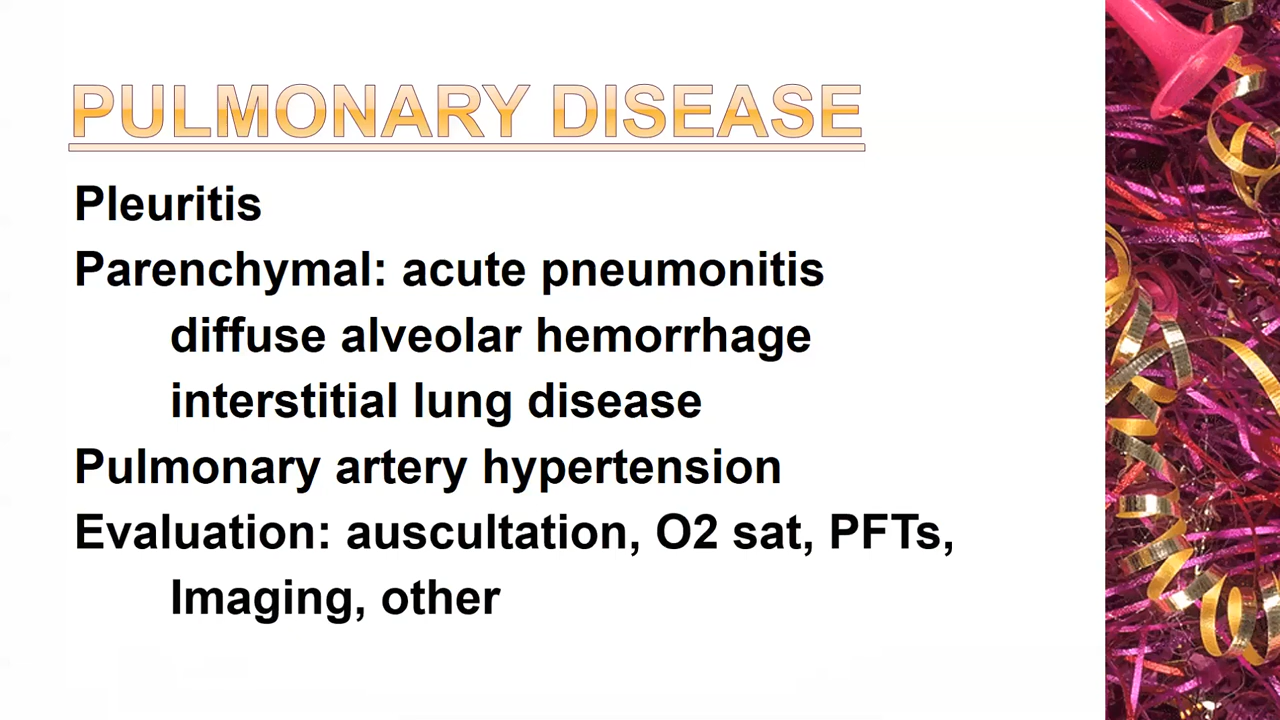 PULMONARY DISEASE
Pleuritis
Parenchymal: acute pneumonitis
diffuse alveolar hemorrhage
interstitial lung disease
Pulmonary artery hypertension
Evaluation: auscultation, O2 sat, PFTs,
Imaging, other